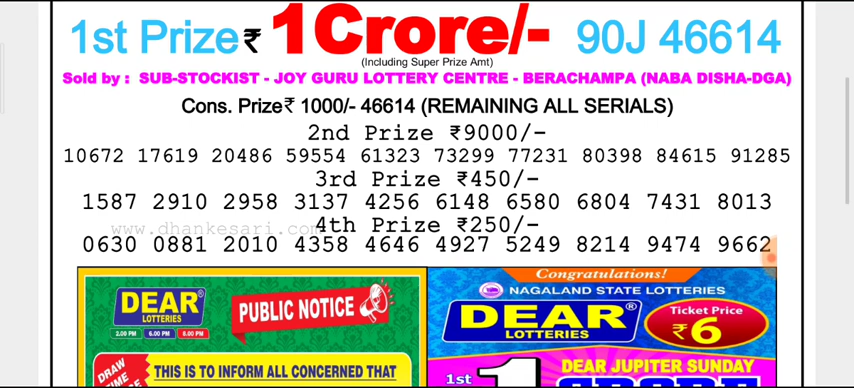 1st Prize ₹ 1Crore/- 90J 46614
(Including Super Prize Amt)
Sold by : SUB-STOCKIST - JOY GURU LOTTERY CENTRE - BERACHAMPA (NABA DISHA-DGA)
Cons. Prize₹ 1000/- 46614 (REMAINING ALL SERIALS)
2nd Prize ₹9000/-
10672 17619 20486 59554 61323 73299 77231 80398 84615 91285
3rd Prize ₹450/-
1587 2910 2958 3137 4256 6148 6580 6804 7431 8013
www.dhankesari.com
4th Prize ₹250/-
0630 0881 2010 4358 4646 4927 5249 8214 9474 9662
DEAR®
LOTTERIES
2.00 PM 6.00 PM 8.00 PM
PUBLIC NOTICE
DRAW
TIME
THIS IS TO INFORM ALL CONCERNED THAT
Congratulations!
NAGALAND STATE LOTTERIES
DEAR®
LOTTERIES
Ticket Price
₹6
DEAR JUPITER SUNDAY
1st 1 CRORE